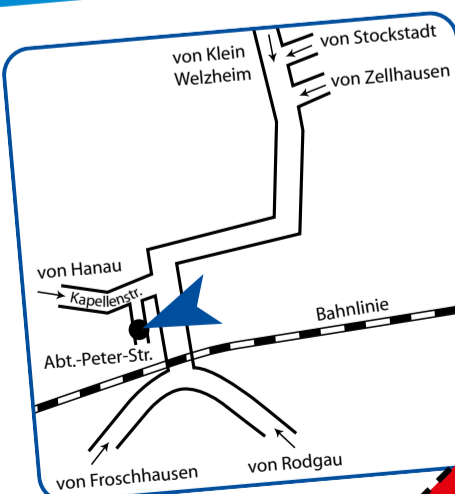 von Klein
Welzheim
von Stockstadt
von Zellhausen
von Hanau
Kapellenstr.
Abt.-Peter-Str.
Bahnlinie
von Froschhausen
von Rodgau